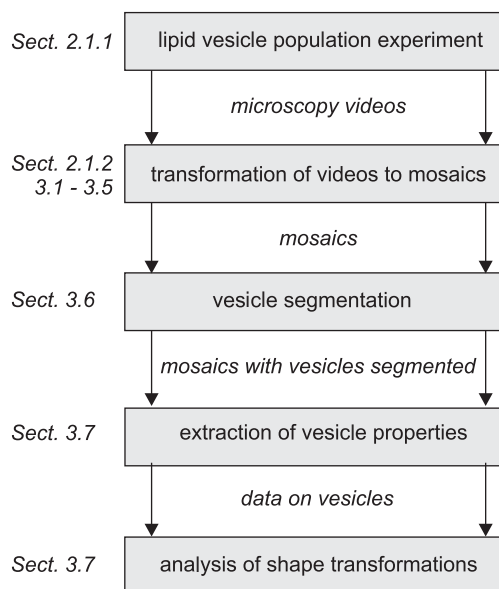 Sect. 2.1.1 lipid vesicle population experiment
microscopy videos
Sect. 2.1.2
3.1 - 3.5 transformation of videos to mosaics
mosaics
Sect. 3.6 vesicle segmentation
mosaics with vesicles segmented
Sect. 3.7 extraction of vesicle properties
data on vesicles
Sect. 3.7 analysis of shape transformations